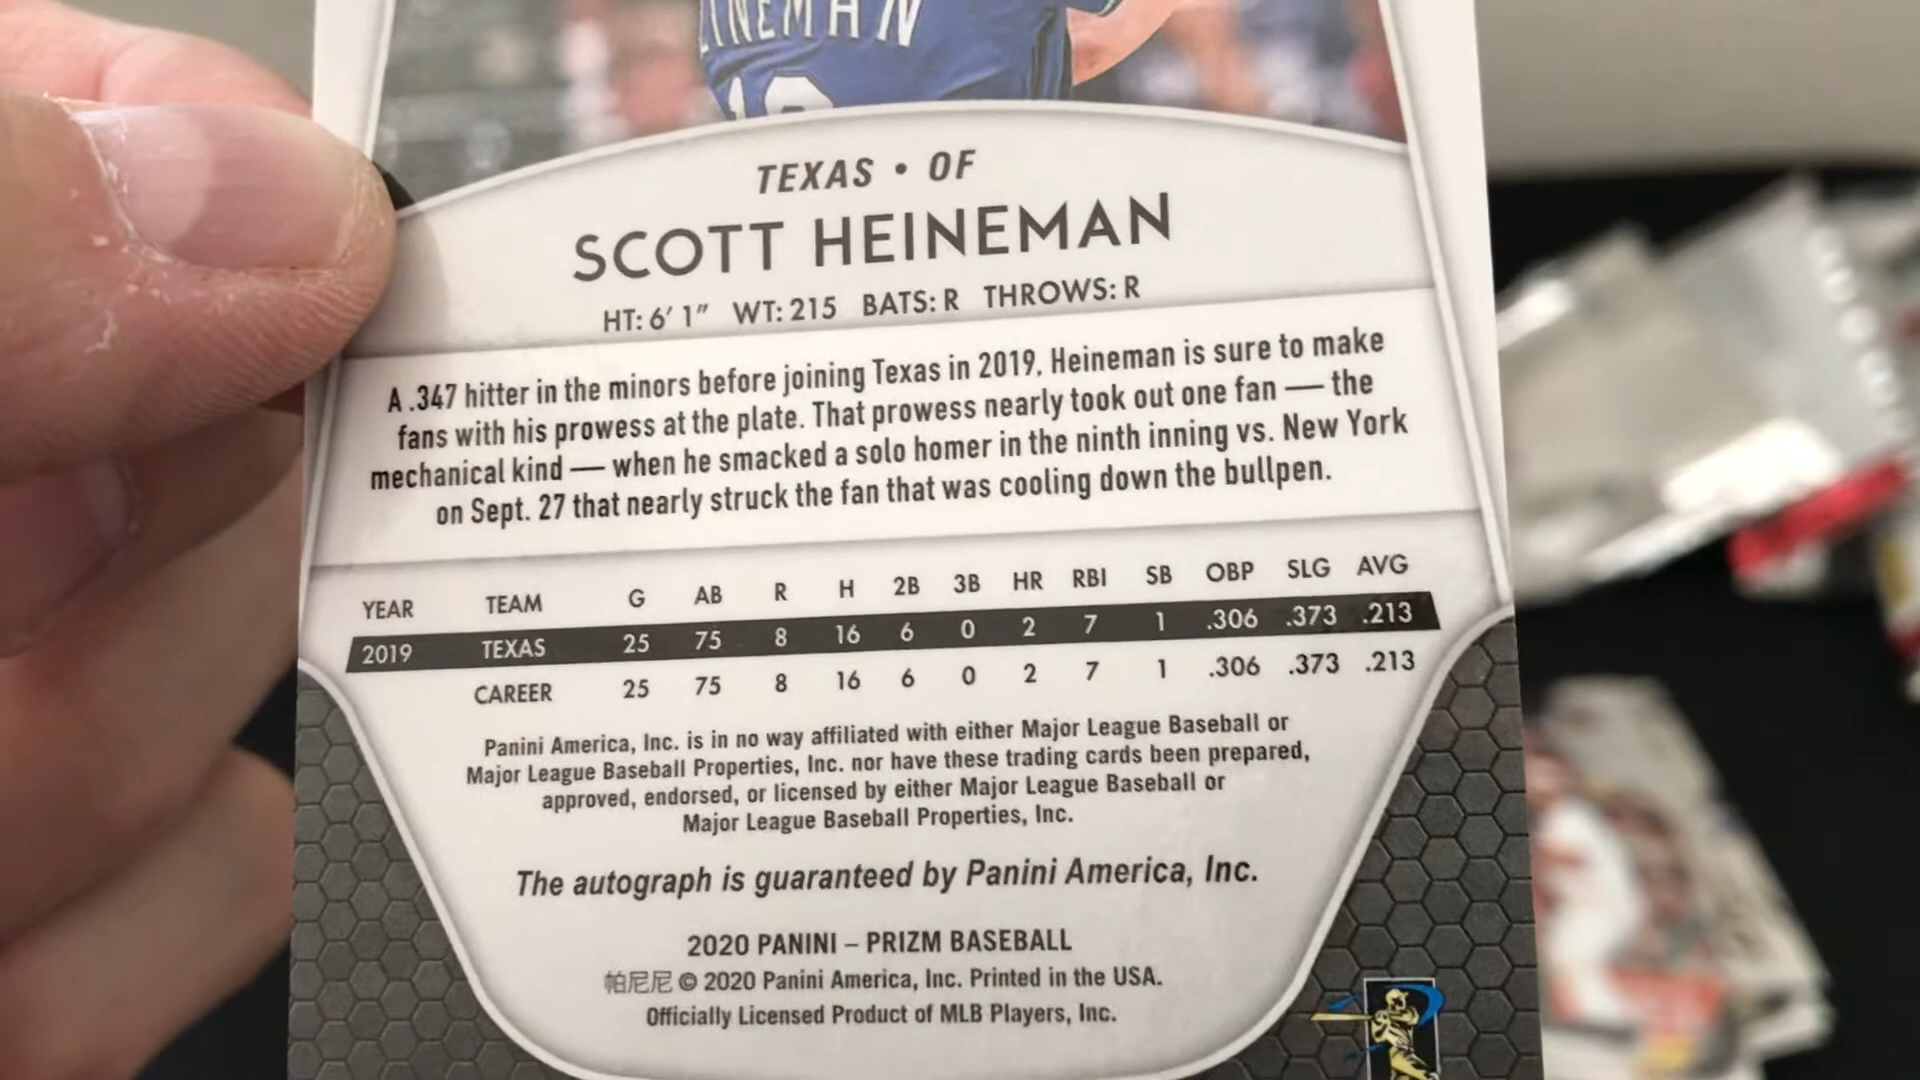 INEMAN
TEXAS • OF
SCOTT HEINEMAN
HT: 6' 1" WT: 215 BATS: R THROWS: R
A .347 hitter in the minors before joining Texas in 2019, Heineman is sure to make
fans with his prowess at the plate. That prowess nearly took out one fan — the
mechanical kind — when he smacked a solo homer in the ninth inning vs. New York
on Sept. 27 that nearly struck the fan that was cooling down the bullpen.
YEAR TEAM G AB R H 2B 3B HR RBI SB OBP SLG AVG
2019 TEXAS 25 75 8 16 6 0 2 7 1 .306 .373 .213
CAREER 25 75 8 16 6 0 2 7 1 .306 .373 .213
Panini America, Inc. is in no way affiliated with either Major League Baseball or
Major League Baseball Properties, Inc. nor have these trading cards been prepared,
approved, endorsed, or licensed by either Major League Baseball or
Major League Baseball Properties, Inc.
The autograph is guaranteed by Panini America, Inc.
2020 PANINI – PRIZM BASEBALL
帕尼尼 © 2020 Panini America, Inc. Printed in the USA.
Officially Licensed Product of MLB Players, Inc.